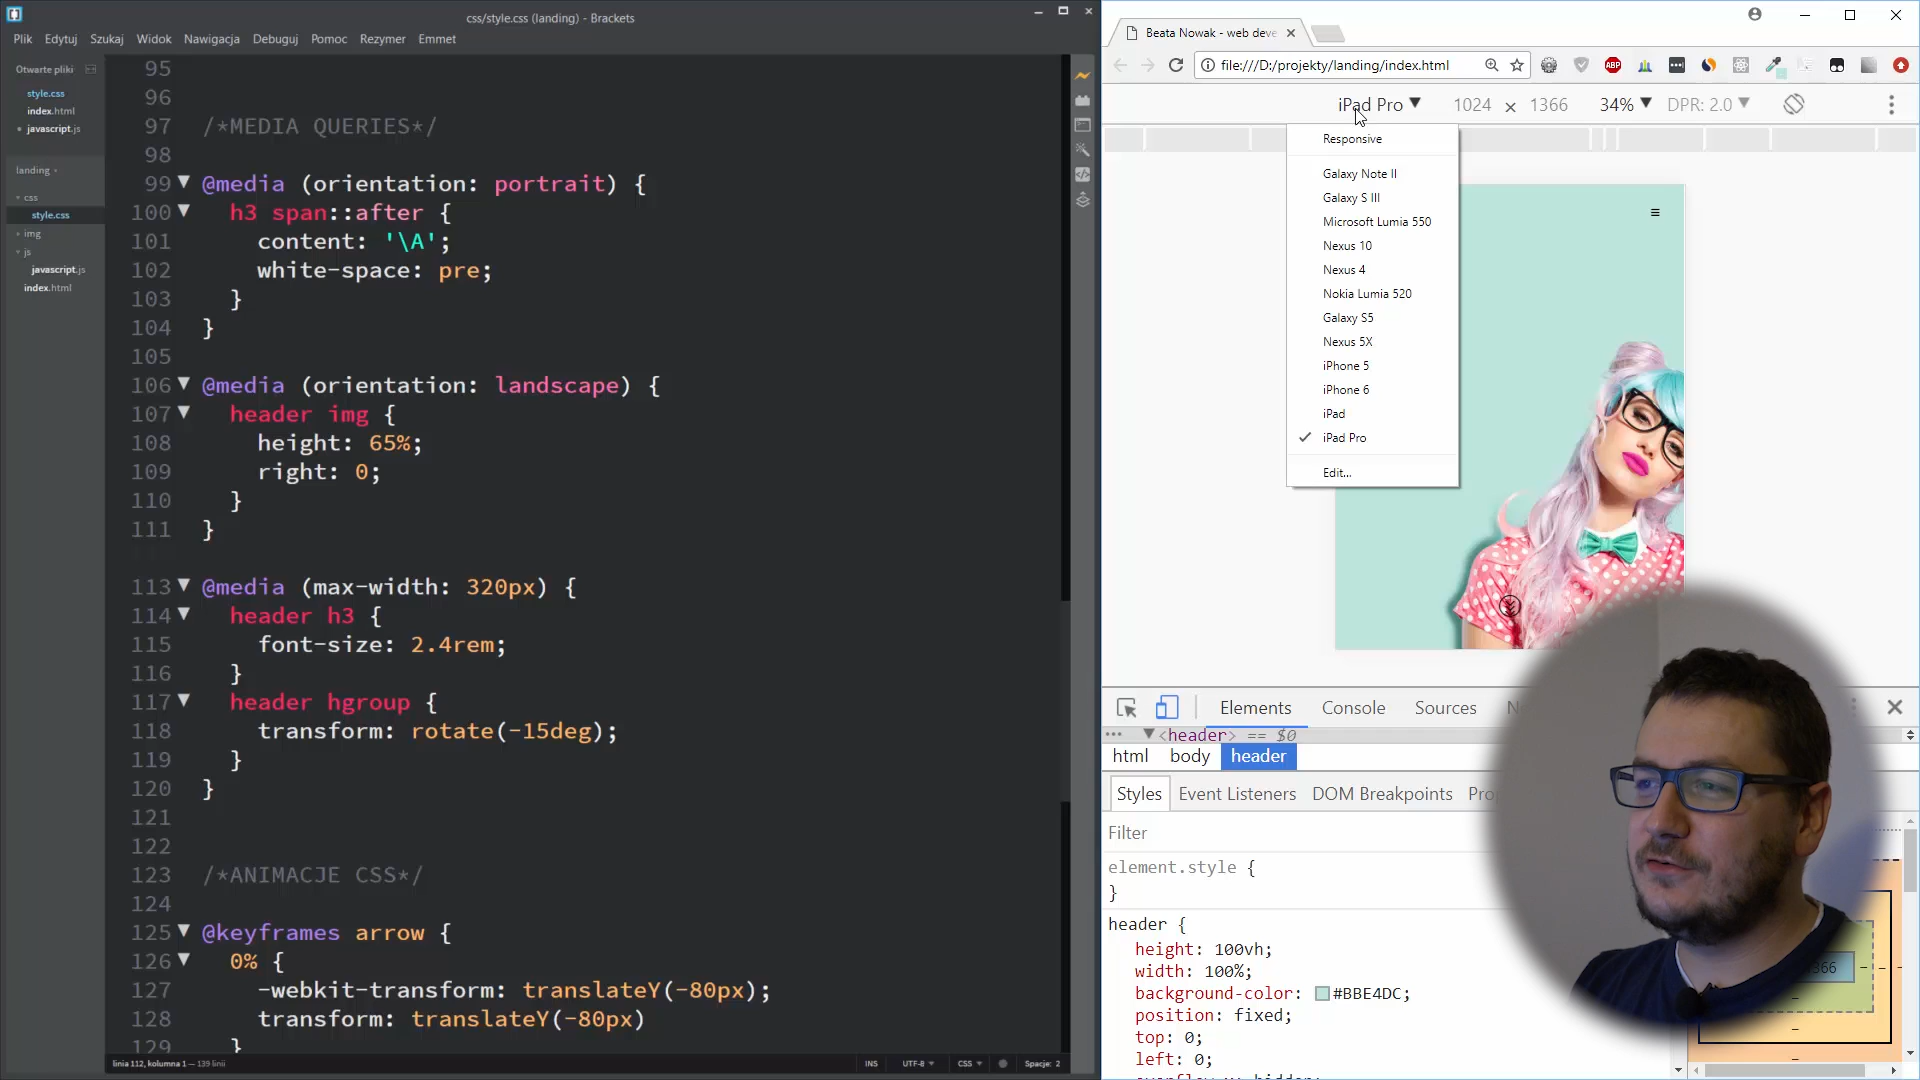 css/style.css (landing) - Brackets
Plik Edytuj Szukaj Widok Nawigacja Debuguj Pomoc Rezymer Emmet
Otwarte pliki
style.css
index.html
javascript.js
landing
css
style.css
img
js
javascript.js
index.html
95
96
97 /*MEDIA QUERIES*/
98
99 @media (orientation: portrait) {
100 h3 span::after {
101 content: '\A';
102 white-space: pre;
103 }
104 }
105
106 @media (orientation: landscape) {
107 header img {
108 height: 65%;
109 right: 0;
110 }
111 }
113 @media (max-width: 320px) {
114 header h3 {
115 font-size: 2.4rem;
116 }
117 header hgroup {
118 transform: rotate(-15deg);
119 }
120 }
121
122
123 /*ANIMACJE CSS*/
124
125 @keyframes arrow {
126 0% {
127 -webkit-transform: translateY(-80px);
128 transform: translateY(-80px)
129 }
linia 112, kolumna 1 — 139 linii
INS UTF-8 CSS Spacje: 2
Beata Nowak - web deve
file:///D:/projekty/landing/index.html
ABP
iPad Pro 1024 × 1366 34% DPR: 2.0
Responsive
Galaxy Note II
Galaxy S III
Microsoft Lumia 550
Nexus 10
Nexus 4
Nokia Lumia 520
Galaxy S5
Nexus 5X
iPhone 5
iPhone 6
iPad
iPad Pro
Edit...
Elements Console Sources N
<header> == $0
html body header
Styles Event Listeners DOM Breakpoints Pro
Filter
element.style {
}
header {
height: 100vh;
width: 100%;
background-color: #BBE4DC;
position: fixed;
top: 0;
left: 0;
366